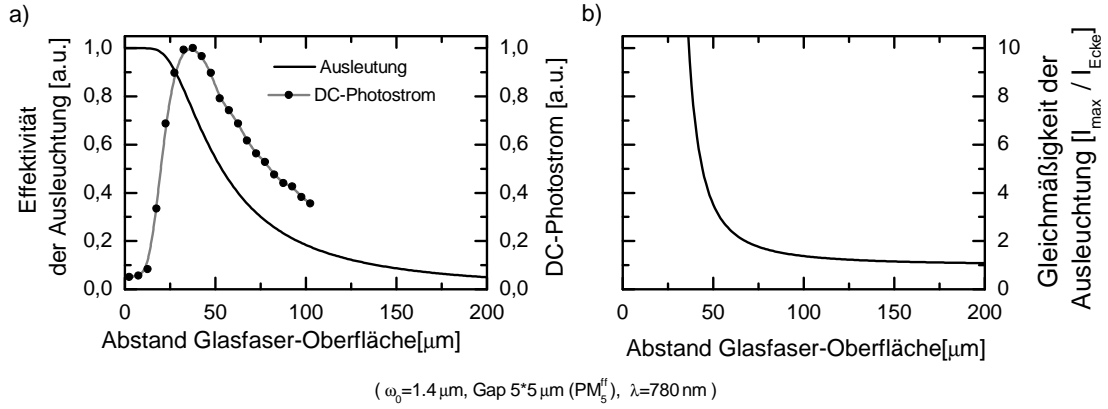 a)
Effektivität
der Ausleuchtung [a.u.]
1,0
0,8
0,6
0,4
0,2
0,0
Ausleutung
DC-Photostrom
1,0
0,8
0,6
0,4
0,2
0,0
DC-Photostrom [a.u.]
0 50 100 150 200
Abstand Glasfaser-Oberfläche[μm]
b)
10
8
6
4
2
0
Gleichmäßigkeit der
Ausleuchtung [I_max / I_Ecke]
0 50 100 150 200
Abstand Glasfaser-Oberfläche[μm]
( ω₀=1.4 μm, Gap 5*5 μm (PM₅^ff), λ=780 nm )